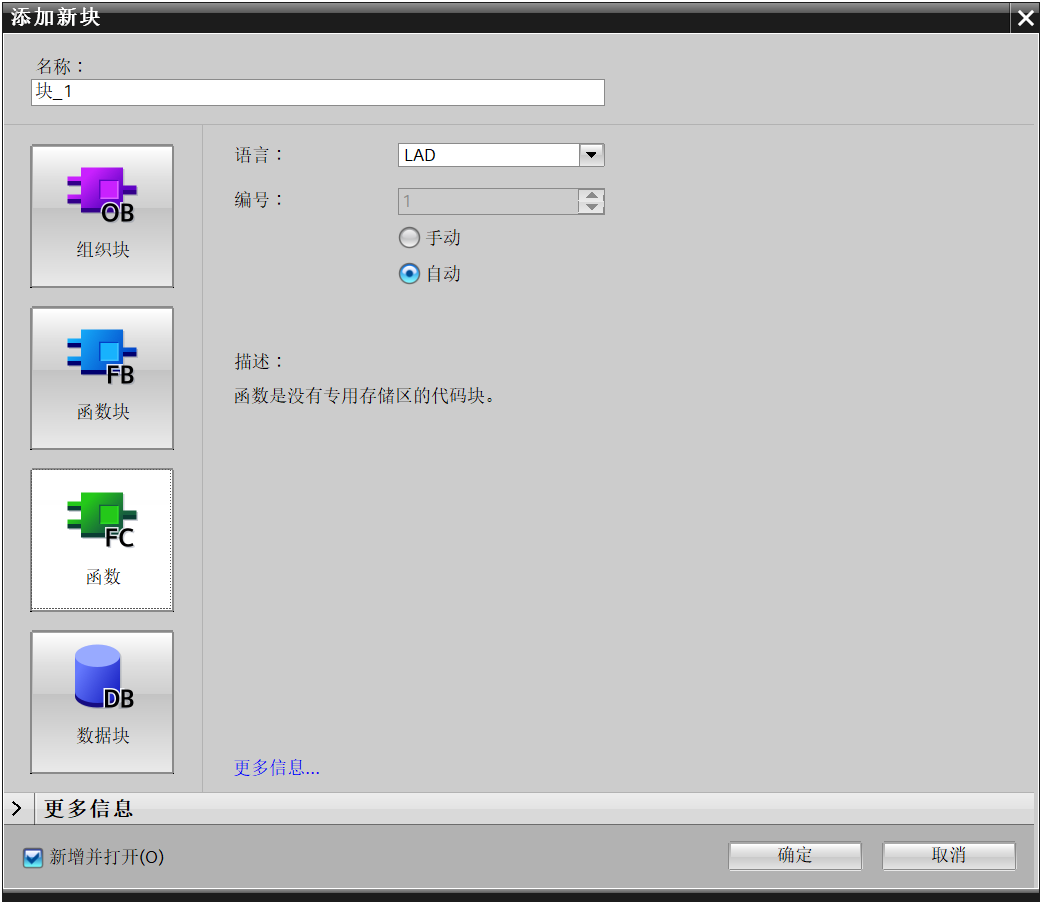 添加新块
名称：
块_1
OB
组织块
FB
函数块
FC
函数
DB
数据块
语言：
LAD
编号：
1
手动
自动
描述：
函数是没有专用存储区的代码块。
更多信息...
更多信息
新增并打开(O)
确定
取消